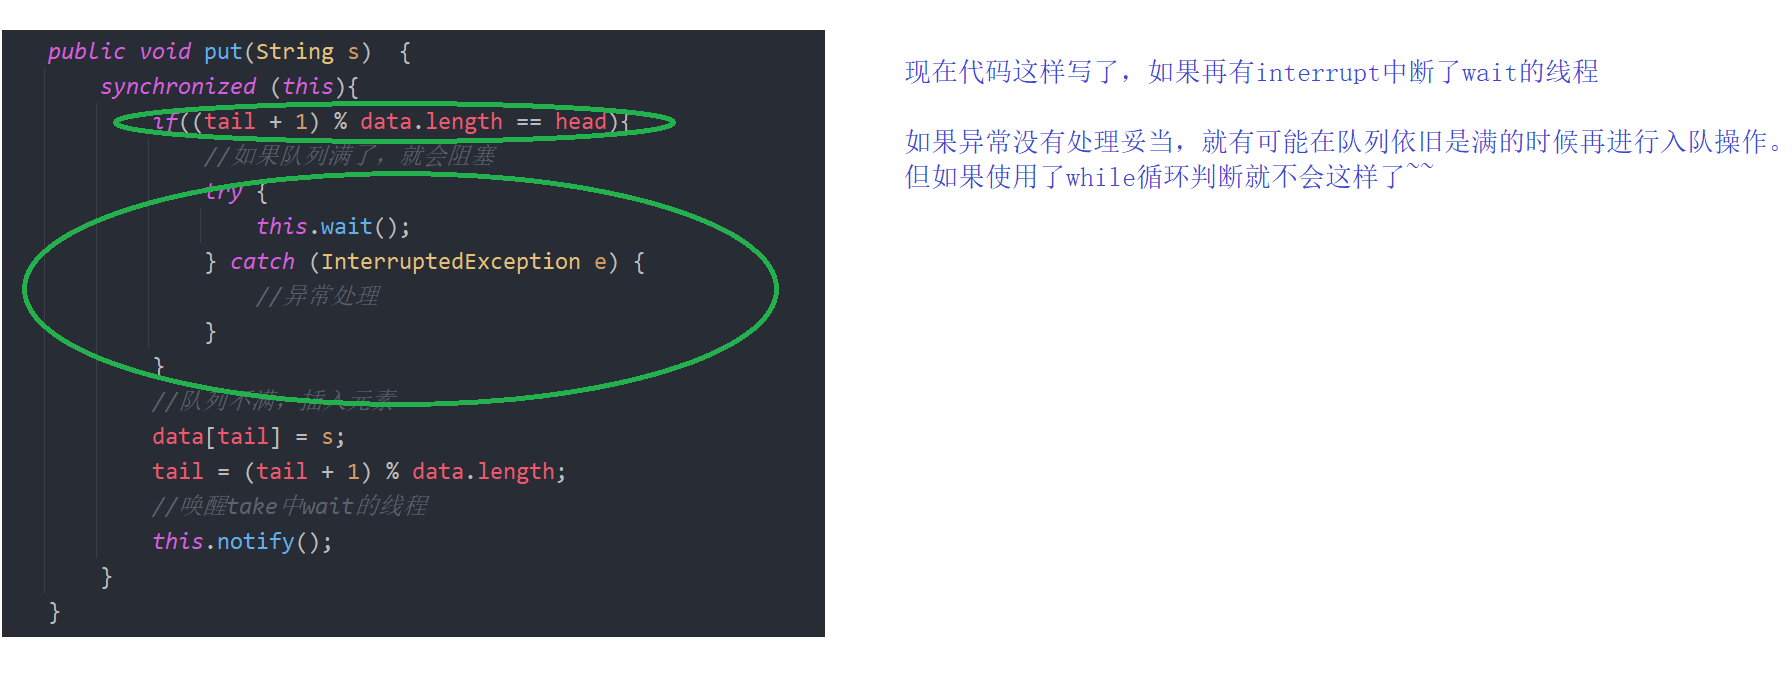 public void put(String s)  {
synchronized (this){
if((tail + 1) % data.length == head){
//如果队列满了，就会阻塞
try {
this.wait();
} catch (InterruptedException e) {
//异常处理
}
}
//队列不满，插入元素
data[tail] = s;
tail = (tail + 1) % data.length;
//唤醒take中wait的线程
this.notify();
}
}
现在代码这样写了，如果再有interrupt中断了wait的线程
如果异常没有处理妥当，就有可能在队列依旧是满的时候再进行入队操作。
但如果使用了while循环判断就不会这样了~~